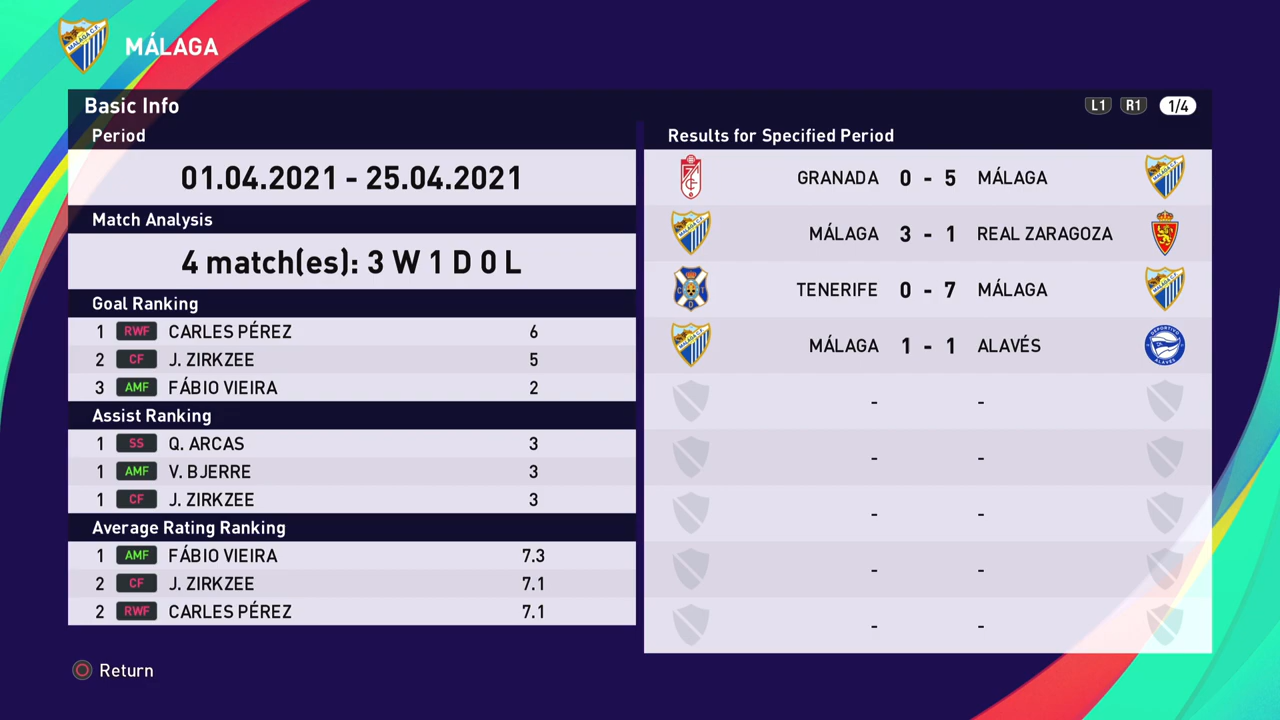 MÁLAGA
Basic Info
L1 R1 1/4
Period
01.04.2021 - 25.04.2021
Match Analysis
4 match(es): 3 W 1 D 0 L
Goal Ranking
1 RWF CARLES PÉREZ 6
2 CF J. ZIRKZEE 5
3 AMF FÁBIO VIEIRA 2
Assist Ranking
1 SS Q. ARCAS 3
1 AMF V. BJERRE 3
1 CF J. ZIRKZEE 3
Average Rating Ranking
1 AMF FÁBIO VIEIRA 7.3
2 CF J. ZIRKZEE 7.1
2 RWF CARLES PÉREZ 7.1
Results for Specified Period
GRANADA 0 - 5 MÁLAGA
MÁLAGA 3 - 1 REAL ZARAGOZA
TENERIFE 0 - 7 MÁLAGA
MÁLAGA 1 - 1 ALAVÉS
- -
- -
- -
- -
- -
Return